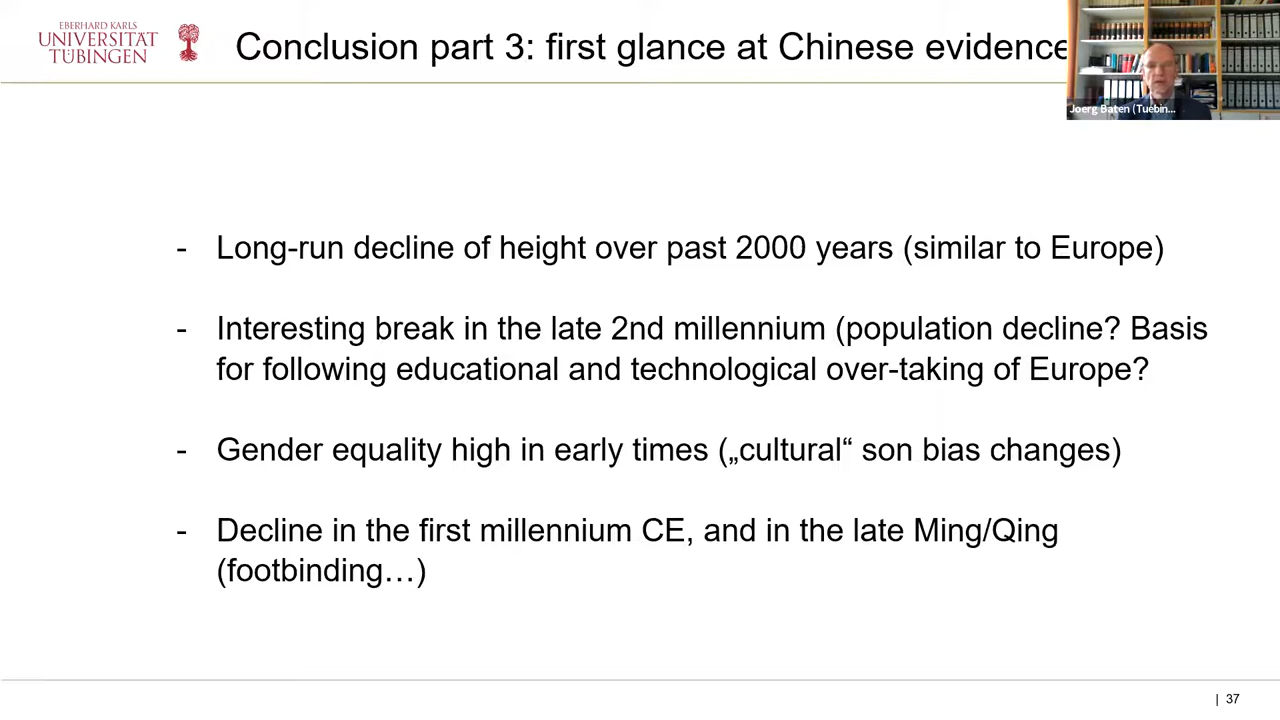 EBERHARD KARLS
UNIVERSITÄT
TÜBINGEN
Conclusion part 3: first glance at Chinese evidence
Joerg Baten (Tuebin...
- Long-run decline of height over past 2000 years (similar to Europe)
- Interesting break in the late 2nd millennium (population decline? Basis
for following educational and technological over-taking of Europe?
- Gender equality high in early times („cultural“ son bias changes)
- Decline in the first millennium CE, and in the late Ming/Qing
(footbinding…)
| 37